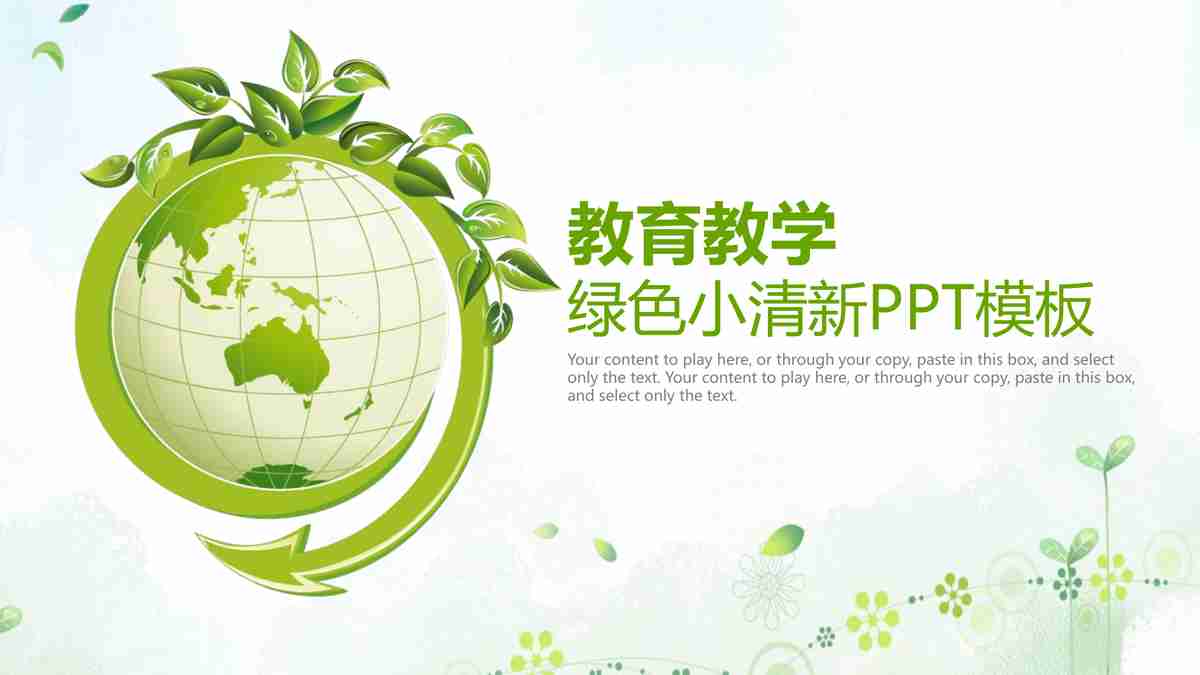 教育教学
绿色小清新PPT模板
Your content to play here, or through your copy, paste in this box, and select
only the text. Your content to play here, or through your copy, paste in this box,
and select only the text.